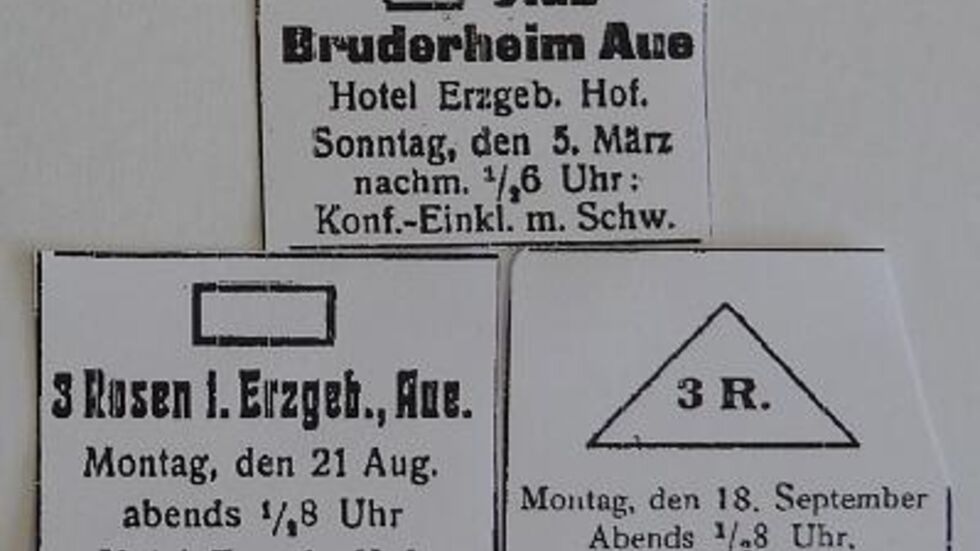 Bruderheim Aue
Hotel Erzgeb. Hof.
Sonntag, den 5. März
nachm. ¹/₂6 Uhr:
Konf.-Einkl. m. Schw.
3 Rosen i. Erzgeb., Aue.
Montag, den 21 Aug.
abends ¹/₂8 Uhr
3 R.
Montag, den 18. September
Abends ¹/₂8 Uhr,